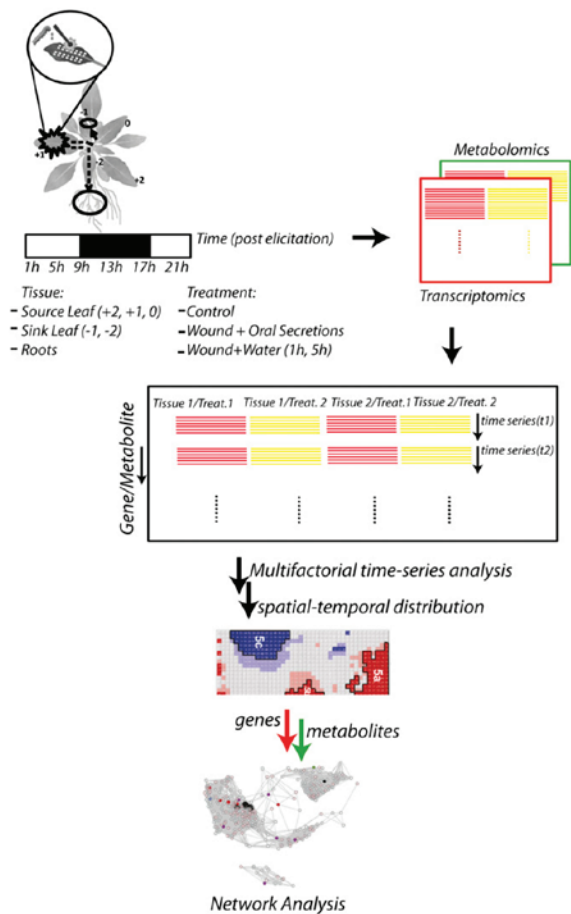 -1
0
+1
-2
+2
Time (post elicitation)
1h 5h 9h 13h 17h 21h
Tissue:
- Source Leaf (+2, +1, 0)
- Sink Leaf (-1, -2)
- Roots
Treatment:
- Control
- Wound + Oral Secretions
- Wound+Water (1h, 5h)
Metabolomics
Transcriptomics
Tissue 1/Treat.1 Tissue 1/Treat. 2 Tissue 2/Treat.1 Tissue 2/Treat. 2
time series(t1)
time series(t2)
Gene/Metabolite
Multifactorial time-series analysis
spatial-temporal distribution
5c
5a
genes
metabolites
Network Analysis